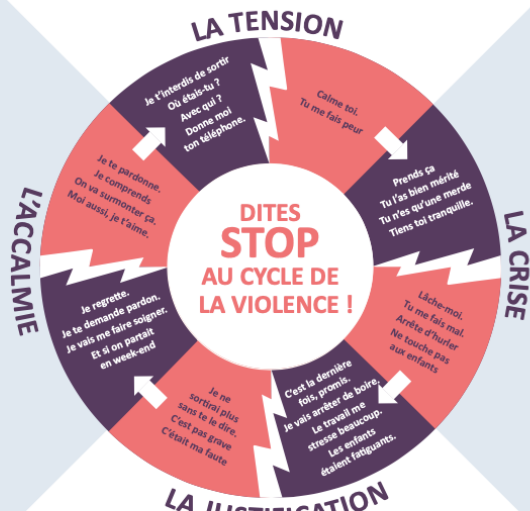 LA TENSION
Je t'interdis de sortir
Où étais-tu ?
Avec qui ?
Donne moi
ton téléphone.
Calme toi.
Tu me fais peur
LA CRISE
Prends ça
Tu l'as bien mérité
Tu n'es qu'une merde
Tiens toi tranquille.
Lâche-moi.
Tu me fais mal.
Arrête d'hurler
Ne touche pas
aux enfants
LA JUSTIFICATION
C'est la dernière
fois, promis.
Je vais arrêter de boire.
Le travail me
stresse beaucoup.
Les enfants
étaient fatiguants.
Je ne
sortirai plus
sans te le dire.
C'est pas grave
C'était ma faute
L'ACCALMIE
Je regrette.
Je te demande pardon.
Je vais me faire soigner.
Et si on partait
en week-end
Je te pardonne.
Je comprends
On va surmonter ça.
Moi aussi, je t'aime.
DITES
STOP
AU CYCLE DE
LA VIOLENCE !